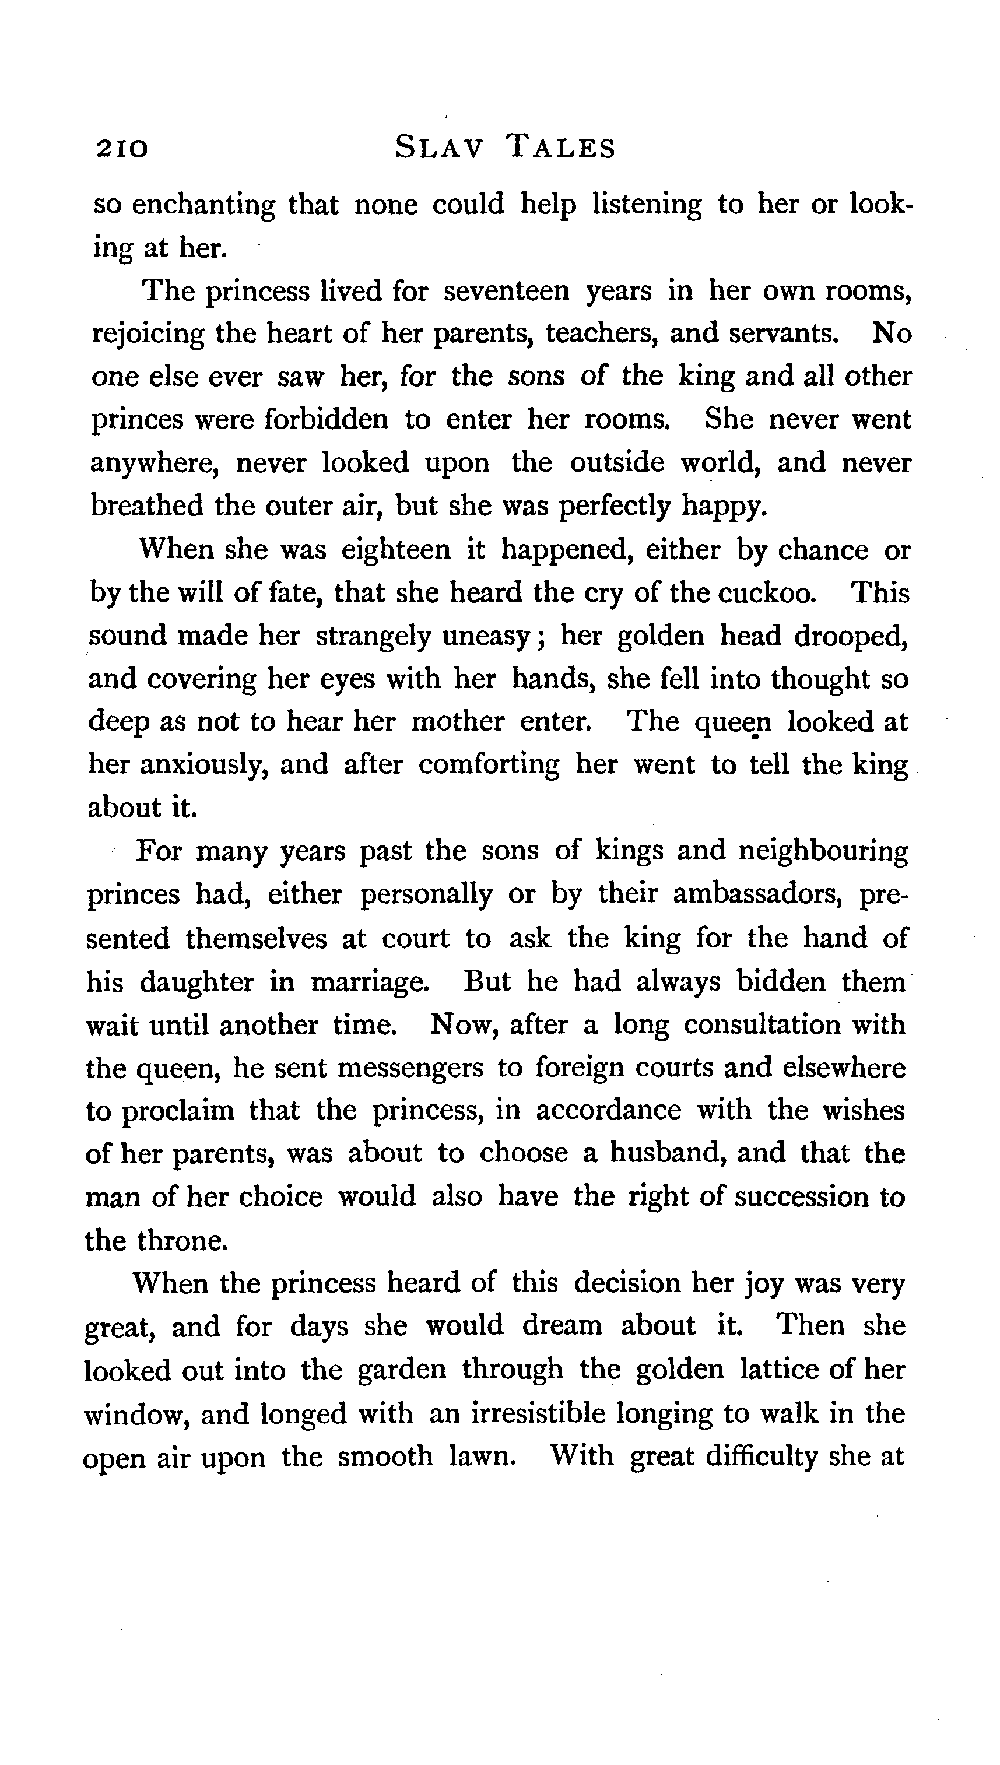 210 SLAV TALES
so enchanting that none could help listening to her or look-
ing at her.
The princess lived for seventeen years in her own rooms,
rejoicing the heart of her parents, teachers, and servants. No
one else ever saw her, for the sons of the king and all other
princes were forbidden to enter her rooms. She never went
anywhere, never looked upon the outside world, and never
breathed the outer air, but she was perfectly happy.
When she was eighteen it happened, either by chance or
by the will of fate, that she heard the cry of the cuckoo. This
sound made her strangely uneasy; her golden head drooped,
and covering her eyes with her hands, she fell into thought so
deep as not to hear her mother enter. The queen looked at
her anxiously, and after comforting her went to tell the king
about it.
For many years past the sons of kings and neighbouring
princes had, either personally or by their ambassadors, pre-
sented themselves at court to ask the king for the hand of
his daughter in marriage. But he had always bidden them
wait until another time. Now, after a long consultation with
the queen, he sent messengers to foreign courts and elsewhere
to proclaim that the princess, in accordance with the wishes
of her parents, was about to choose a husband, and that the
man of her choice would also have the right of succession to
the throne.
When the princess heard of this decision her joy was very
great, and for days she would dream about it. Then she
looked out into the garden through the golden lattice of her
window, and longed with an irresistible longing to walk in the
open air upon the smooth lawn. With great difficulty she at